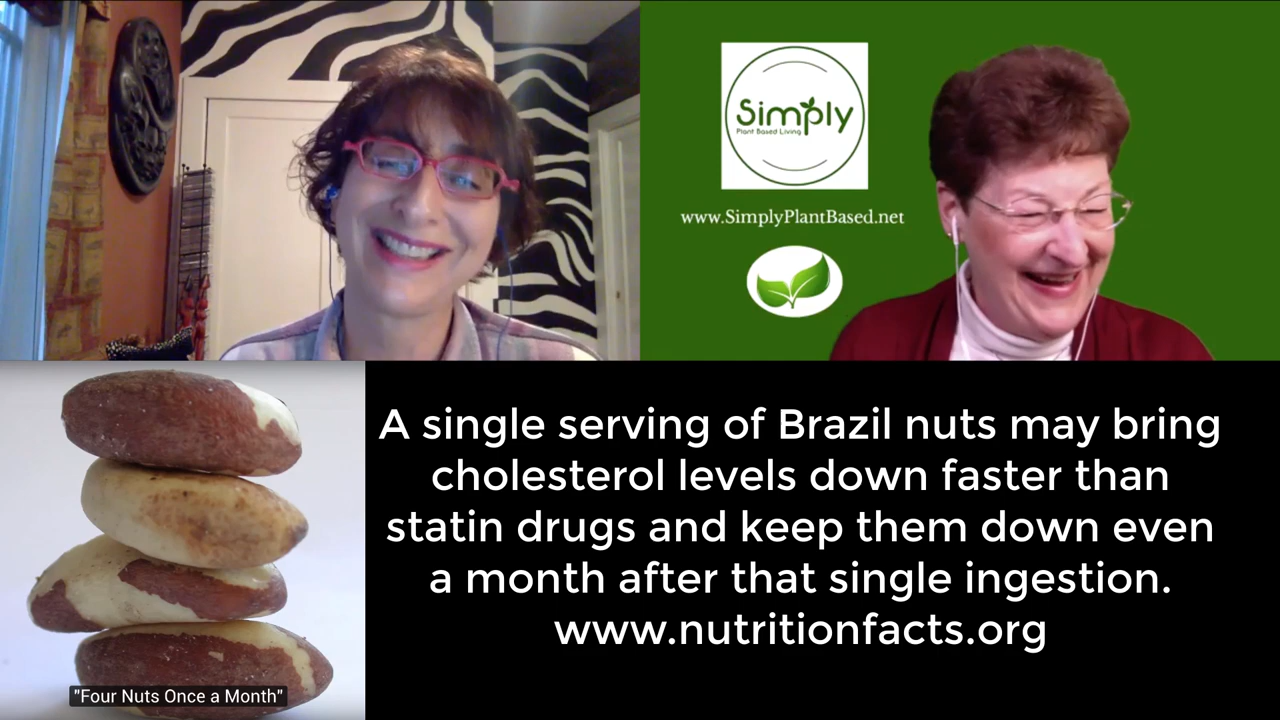 Simply
Plant Based Living
www.SimplyPlantBased.net
A single serving of Brazil nuts may bring
cholesterol levels down faster than
statin drugs and keep them down even
a month after that single ingestion.
www.nutritionfacts.org
"Four Nuts Once a Month"